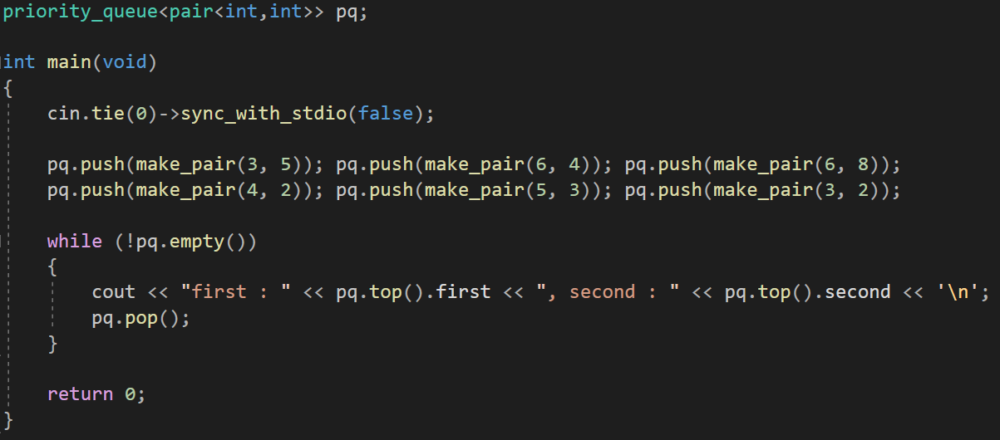 priority_queue<pair<int,int>> pq;
int main(void)
{
cin.tie(0)->sync_with_stdio(false);
pq.push(make_pair(3, 5)); pq.push(make_pair(6, 4)); pq.push(make_pair(6, 8));
pq.push(make_pair(4, 2)); pq.push(make_pair(5, 3)); pq.push(make_pair(3, 2));
while (!pq.empty())
{
cout << "first : " << pq.top().first << ", second : " << pq.top().second << '\n';
pq.pop();
}
return 0;
}